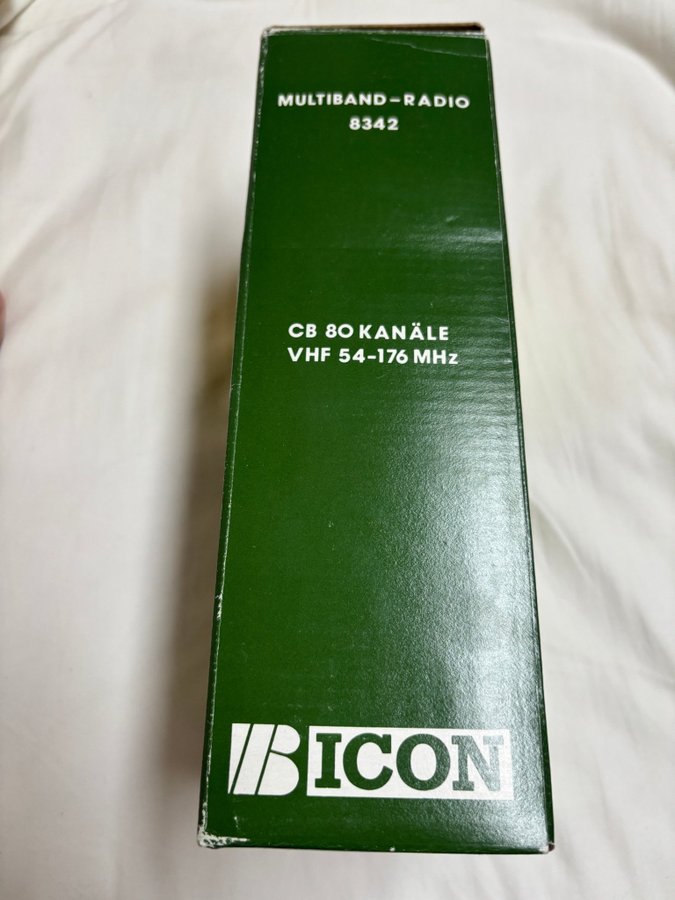 MULTIBAND-RADIO
8342
CB 80 KANÄLE
VHF 54-176 MHz
BICON